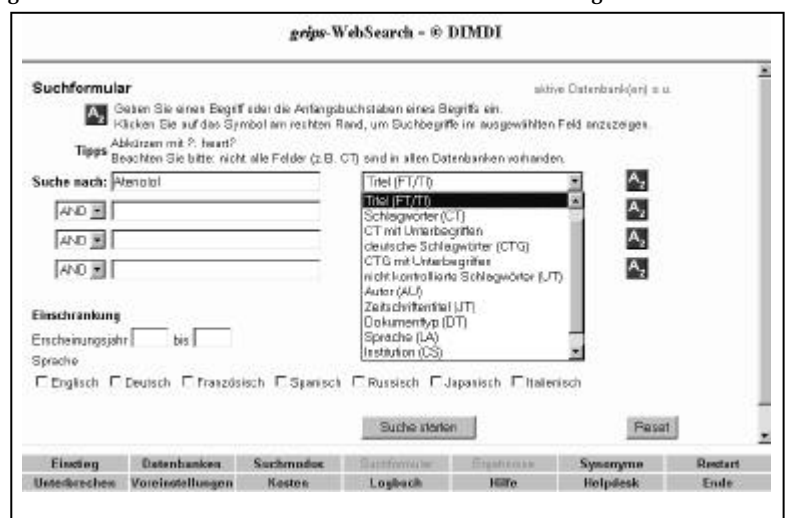 grips-WebSearch - © DIMDI
Suchformular
aktive Datenbank(en) s.u.
Geben Sie einen Begriff oder die Anfangsbuchstaben eines Begriffs ein.
Klicken Sie auf das Symbol am rechten Rand, um Suchbegriffe im ausgewählten Feld anzuzeigen.
Tipps Abkürzen mit ?: heart?
Beachten Sie bitte: nicht alle Felder (z.B. CT) sind in allen Datenbanken vorhanden.
Suche nach: Atenolol Titel (FT/TI) AZ
AND Titel (FT/TI) AZ
Schlagwörter (CT)
CT mit Unterbegriffen
AND deutsche Schlagwörter (CTG) AZ
CTG mit Unterbegriffen
AND nicht kontrollierte Schlagwörter (UT) AZ
Autor (AU)
Zeitschriftentitel (JT)
Einschrankung
Dokumenttyp (DT)
Erscheinungsjahr bis Sprache (LA)
Institution (CS)
Sprache
Englisch Deutsch Französisch Spanisch Russisch Japanisch Italienisch
Suche starten Reset
Einstieg Datenbanken Suchmodus Suchformular Ergebnisse Synonyme Restart
Unterbrechen Voreinstellungen Kosten Logbuch Hilfe Helpdesk Ende